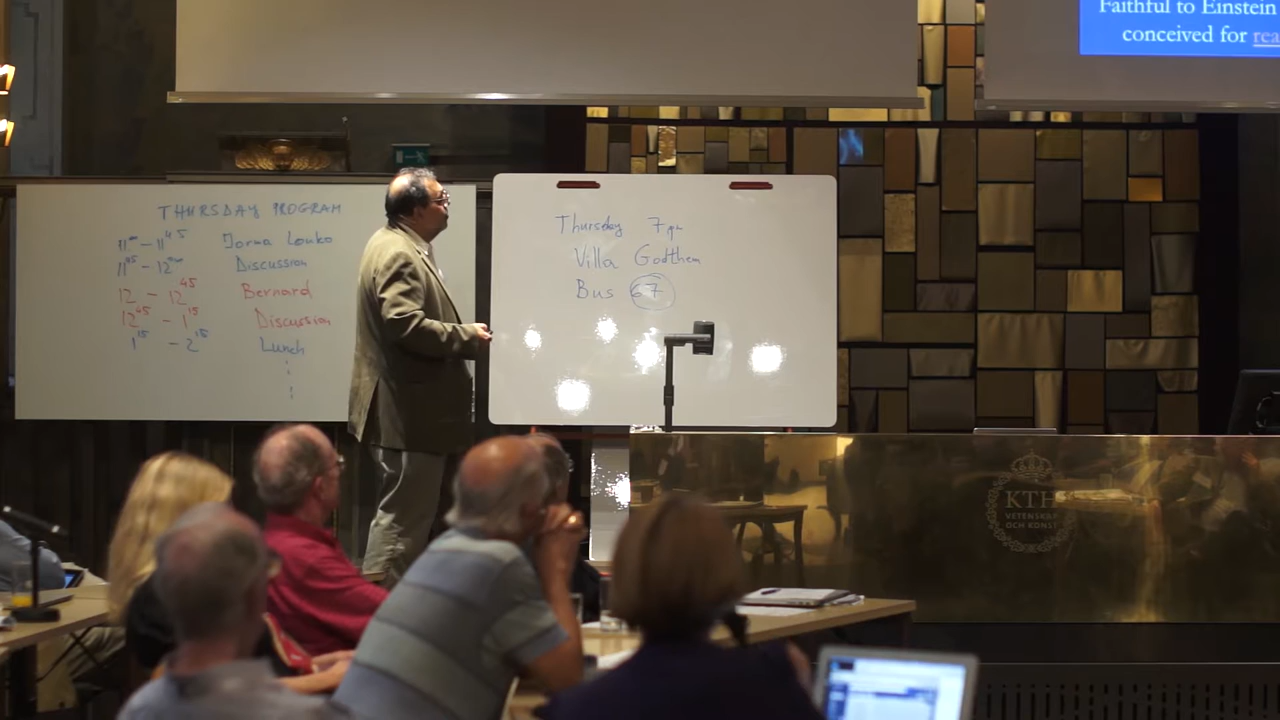 Faithful to Einstein
conceived for rea
THURSDAY PROGRAM
11⁰⁰ - 11⁴⁵ Jorma Louko
11⁴⁵ - 12⁰⁰ Discussion
12 - 12⁴⁵ Bernard
12⁴⁵ - 1¹⁵ Discussion
1¹⁵ - 2¹⁵ Lunch
Thursday 7pm
Villa Godthem
Bus 67
KTH
VETENSKAP
OCH KONST